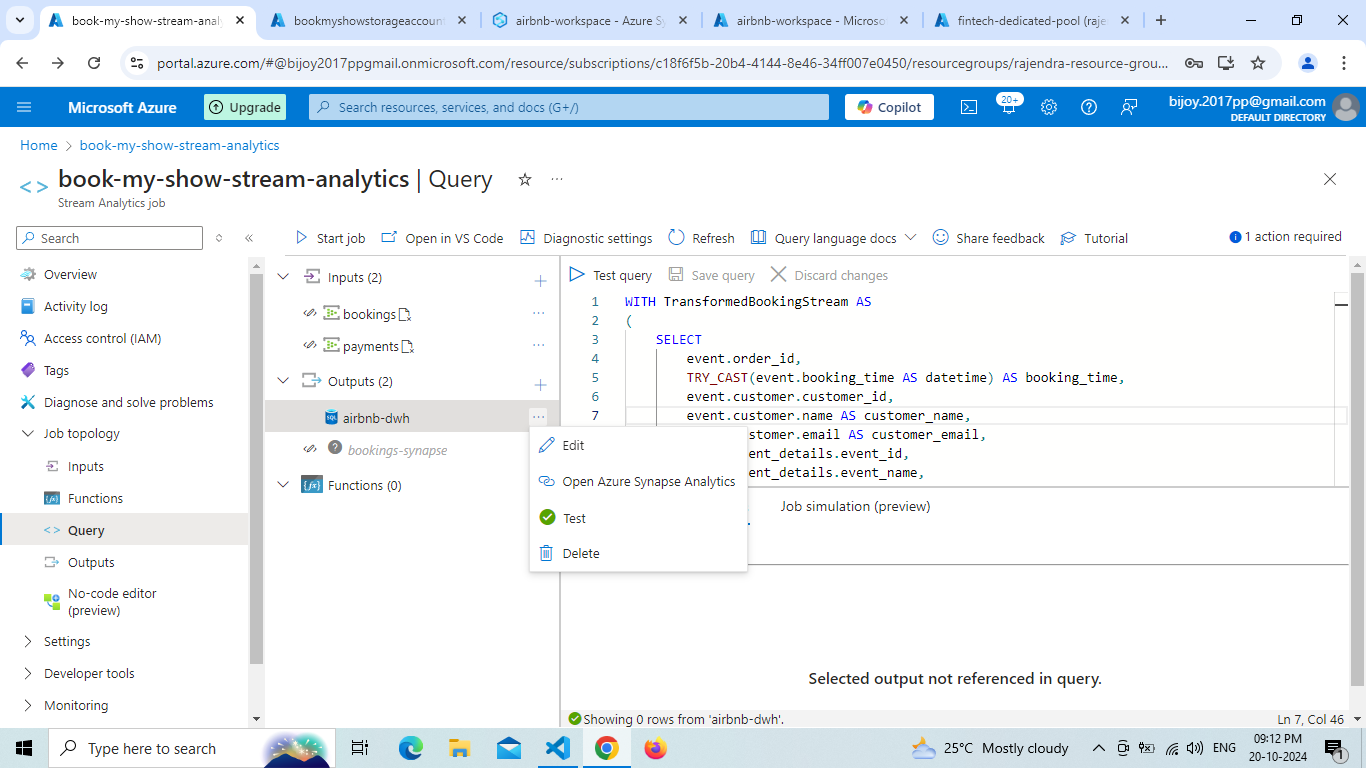 book-my-show-stream-analy
bookmyshowstorageaccoun
airbnb-workspace - Azure Sy
airbnb-workspace - Microso
fintech-dedicated-pool (raje
portal.azure.com/#@bijoy2017ppgmail.onmicrosoft.com/resource/subscriptions/c18f6f5b-20b4-4144-8e46-34ff007e0450/resourcegroups/rajendra-resource-grou...
Microsoft Azure
Upgrade
Search resources, services, and docs (G+/)
Copilot
20+
bijoy.2017pp@gmail.com
DEFAULT DIRECTORY
Home > book-my-show-stream-analytics
book-my-show-stream-analytics | Query
Stream Analytics job
Search
Start job
Open in VS Code
Diagnostic settings
Refresh
Query language docs
Share feedback
Tutorial
1 action required
Overview
Activity log
Access control (IAM)
Tags
Diagnose and solve problems
Job topology
Inputs
Functions
Query
Outputs
No-code editor
(preview)
Settings
Developer tools
Monitoring
Inputs (2)
bookings
payments
Outputs (2)
airbnb-dwh
bookings-synapse
Functions (0)
Edit
Open Azure Synapse Analytics
Test
Delete
Test query
Save query
Discard changes
1 WITH TransformedBookingStream AS
2 (
3 SELECT
4 event.order_id,
5 TRY_CAST(event.booking_time AS datetime) AS booking_time,
6 event.customer.customer_id,
7 event.customer.name AS customer_name,
stomer.email AS customer_email,
ent_details.event_id,
ent_details.event_name,
Job simulation (preview)
Selected output not referenced in query.
Showing 0 rows from 'airbnb-dwh'.
Ln 7, Col 46
Type here to search
25°C Mostly cloudy
ENG
09:12 PM
20-10-2024
1